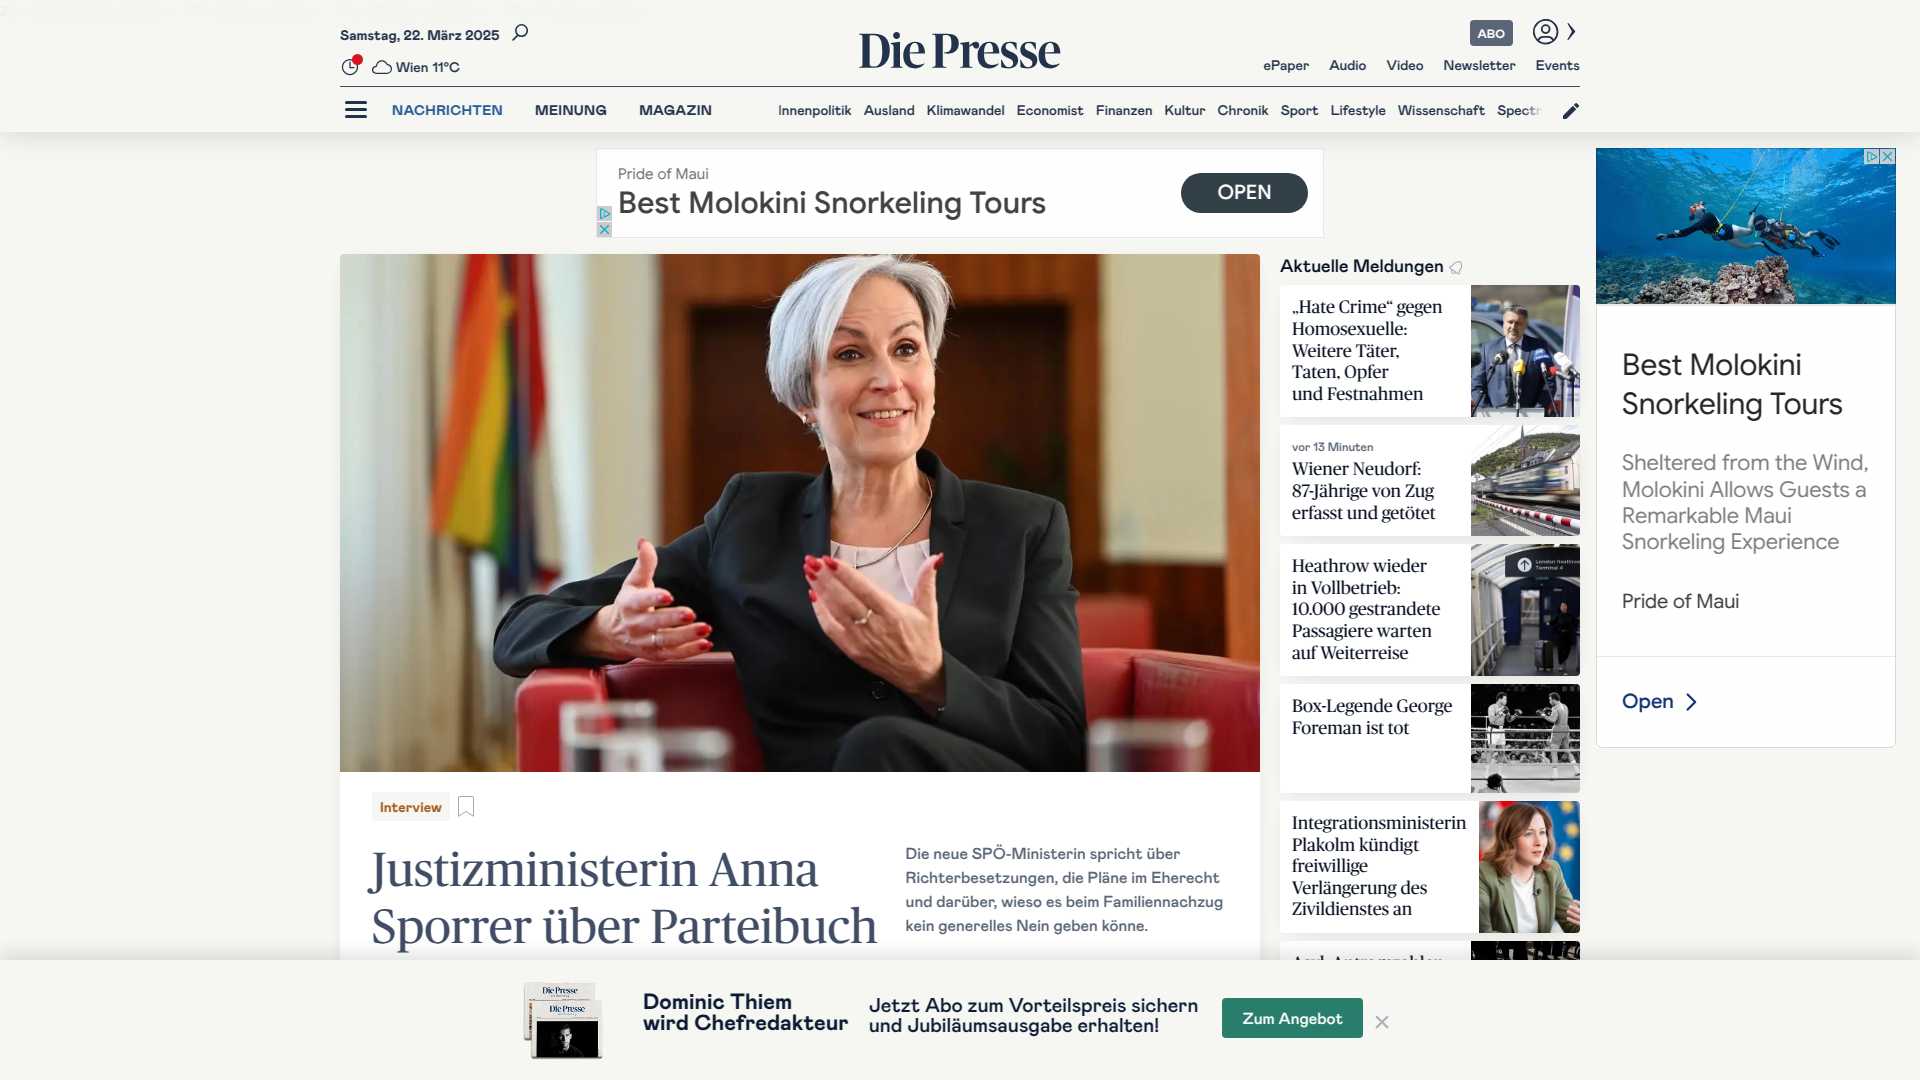 Samstag, 22. März 2025
Wien 11°C
Die Presse
ABO
ePaper Audio Video Newsletter Events
NACHRICHTEN MEINUNG MAGAZIN
Innenpolitik Ausland Klimawandel Economist Finanzen Kultur Chronik Sport Lifestyle Wissenschaft Spectr
Pride of Maui
Best Molokini Snorkeling Tours
OPEN
Interview
Justizministerin Anna
Sporrer über Parteibuch
Die neue SPÖ-Ministerin spricht über
Richterbesetzungen, die Pläne im Eherecht
und darüber, wieso es beim Familiennachzug
kein generelles Nein geben könne.
Aktuelle Meldungen
„Hate Crime“ gegen
Homosexuelle:
Weitere Täter,
Taten, Opfer
und Festnahmen
vor 13 Minuten
Wiener Neudorf:
87-Jährige von Zug
erfasst und getötet
Heathrow wieder
in Vollbetrieb:
10.000 gestrandete
Passagiere warten
auf Weiterreise
Box-Legende George
Foreman ist tot
Integrationsministerin
Plakolm kündigt
freiwillige
Verlängerung des
Zivildienstes an
Best Molokini
Snorkeling Tours
Sheltered from the Wind,
Molokini Allows Guests a
Remarkable Maui
Snorkeling Experience
Pride of Maui
Open
Die Presse
Die Presse
Dominic Thiem
wird Chefredakteur
Jetzt Abo zum Vorteilspreis sichern
und Jubiläumsausgabe erhalten!
Zum Angebot